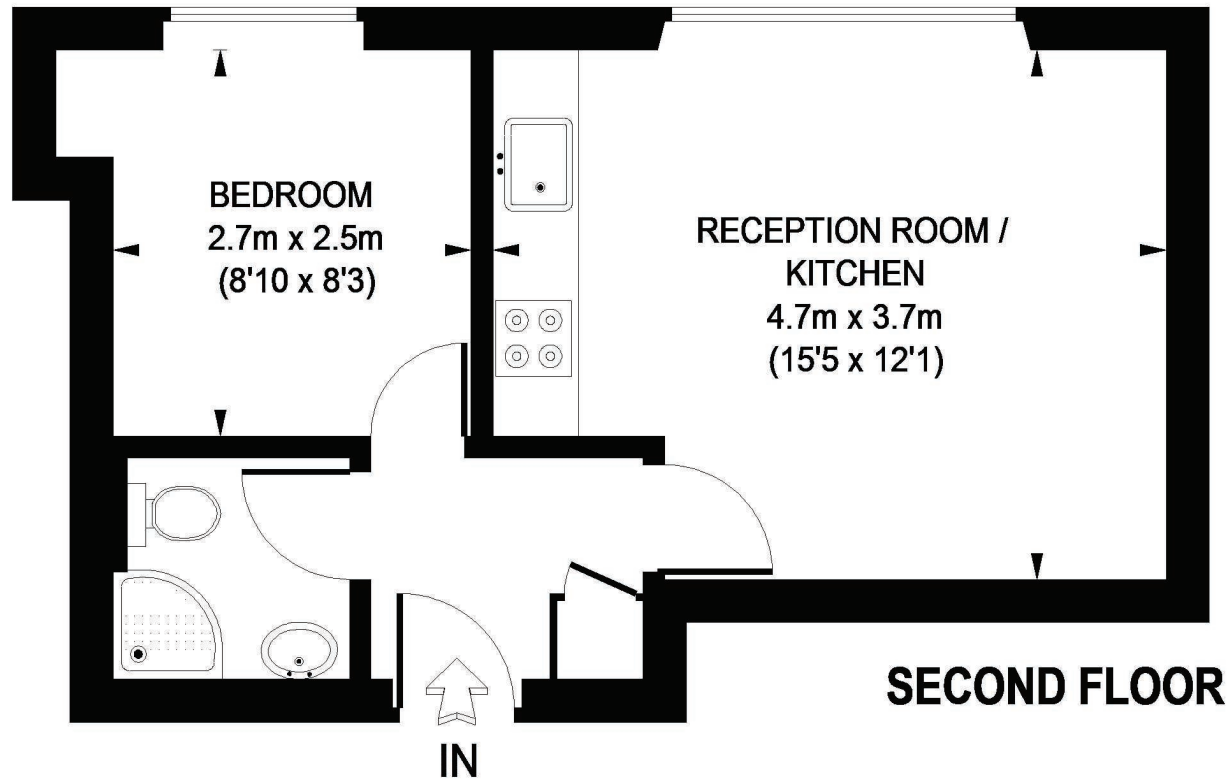 BEDROOM
2.7m x 2.5m
(8'10 x 8'3)
RECEPTION ROOM /
KITCHEN
4.7m x 3.7m
(15'5 x 12'1)
SECOND FLOOR
IN